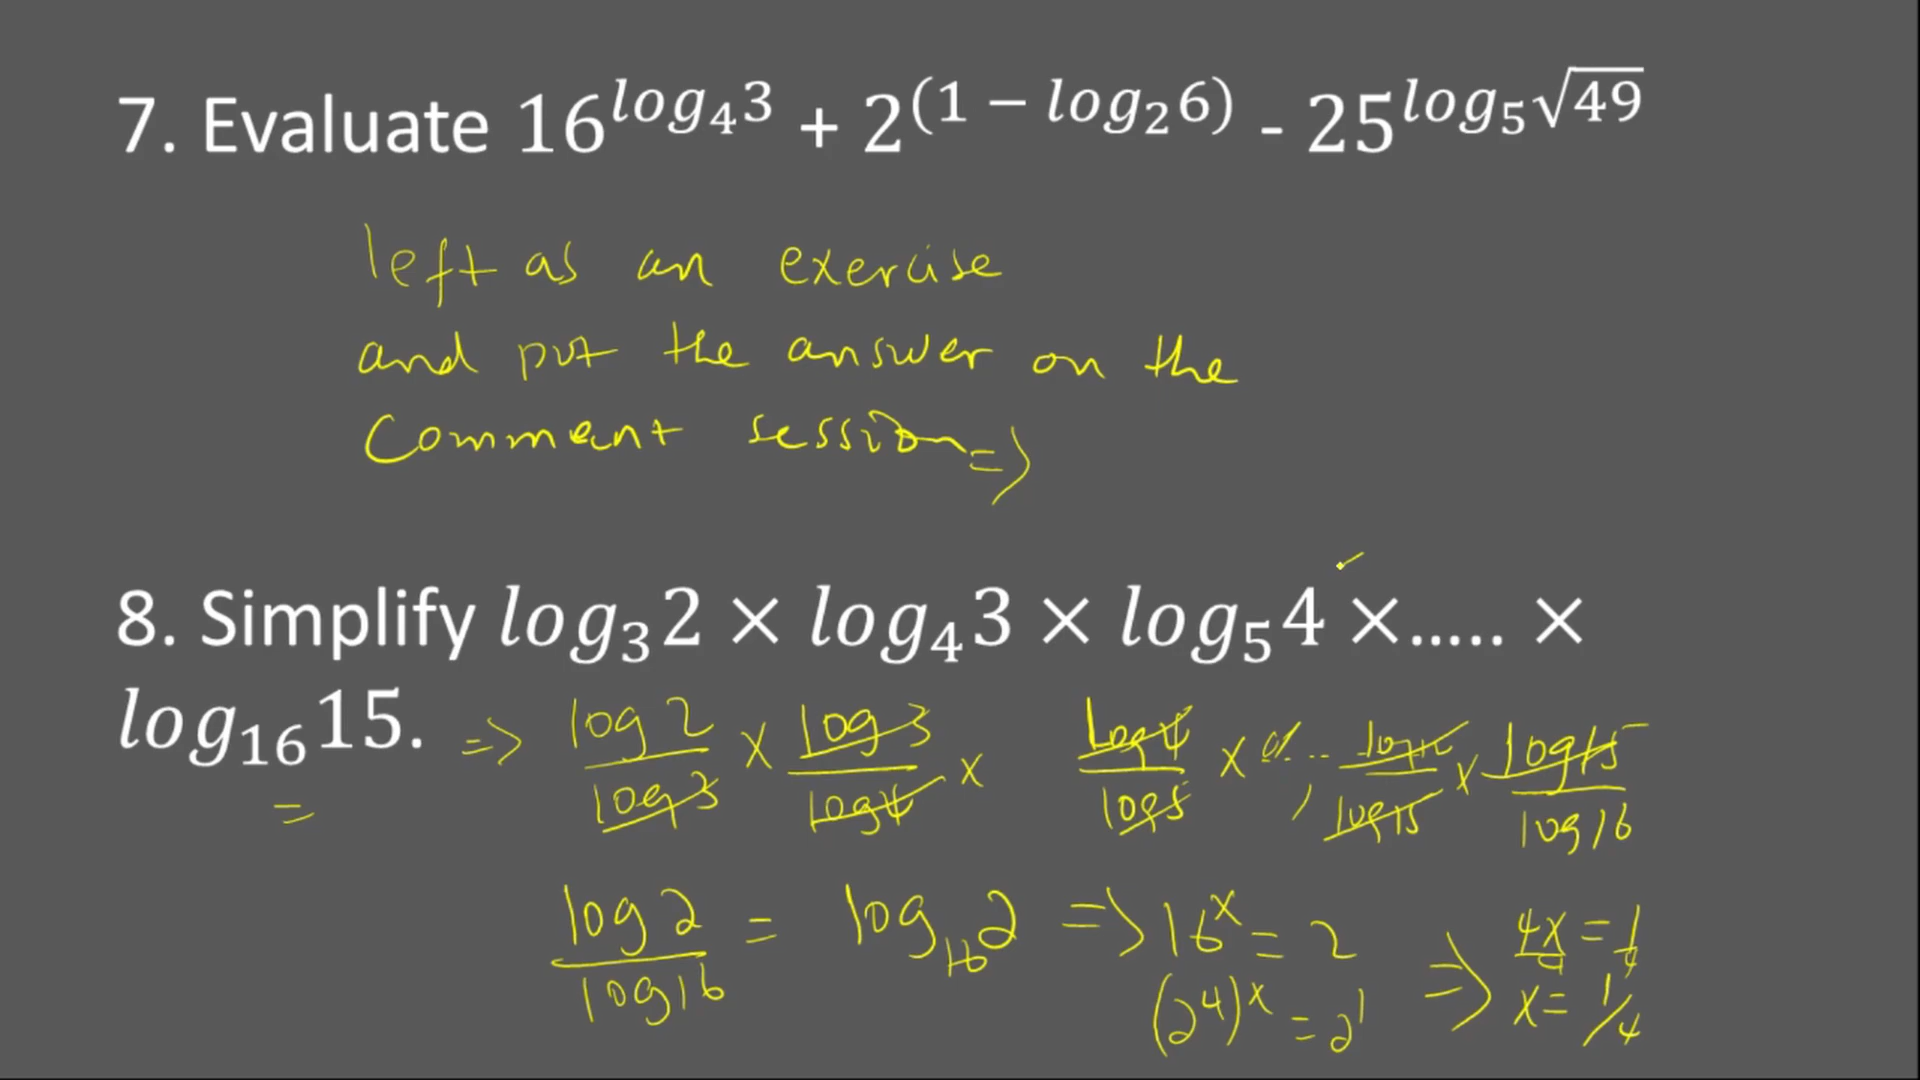 7. Evaluate 16^{log₄3} + 2^{(1 − log₂6)} - 25^{log₅√49}
left as an exercise
and put the answer on the
Comment session =>
8. Simplify log₃2 × log₄3 × log₅4 ×..... ×
log₁₆15. => log 2/log 3 × log 3/log 4 × log 4/log 5 × ... × log 15/log 16
=
log 2/log 16 = log₁₆2 => 16^x = 2 => 4x/4 = 1/4
(2⁴)^x = 2¹ x = 1/4